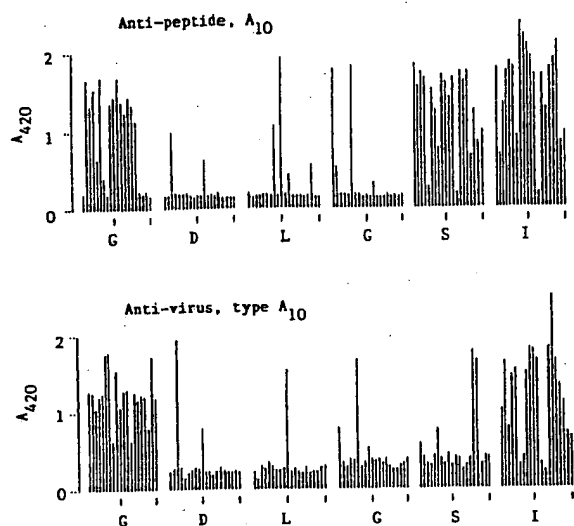 Anti-peptide, A10
2
A420
1
0
G D L G S I
Anti-virus, type A10
2
A420
1
0
G D L G S I